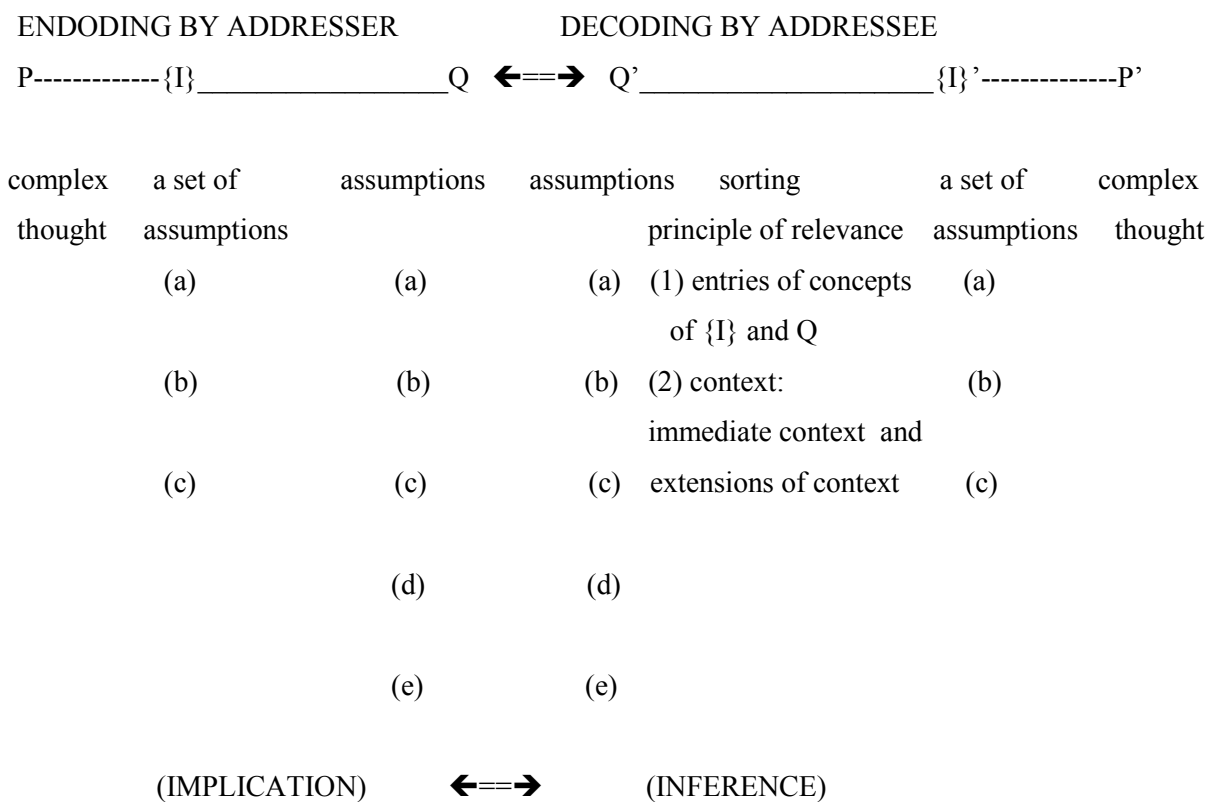 ENDODING BY ADDRESSER DECODING BY ADDRESSEE
P-------------{I}__________________Q 🡸==🡺 Q’_____________________{I}’--------------P’
complex a set of assumptions assumptions sorting a set of complex
thought assumptions principle of relevance assumptions thought
(a) (a) (a) (1) entries of concepts (a)
of {I} and Q
(b) (b) (b) (2) context: (b)
immediate context and
(c) (c) (c) extensions of context (c)
(d) (d)
(e) (e)
(IMPLICATION) 🡸==🡺 (INFERENCE)